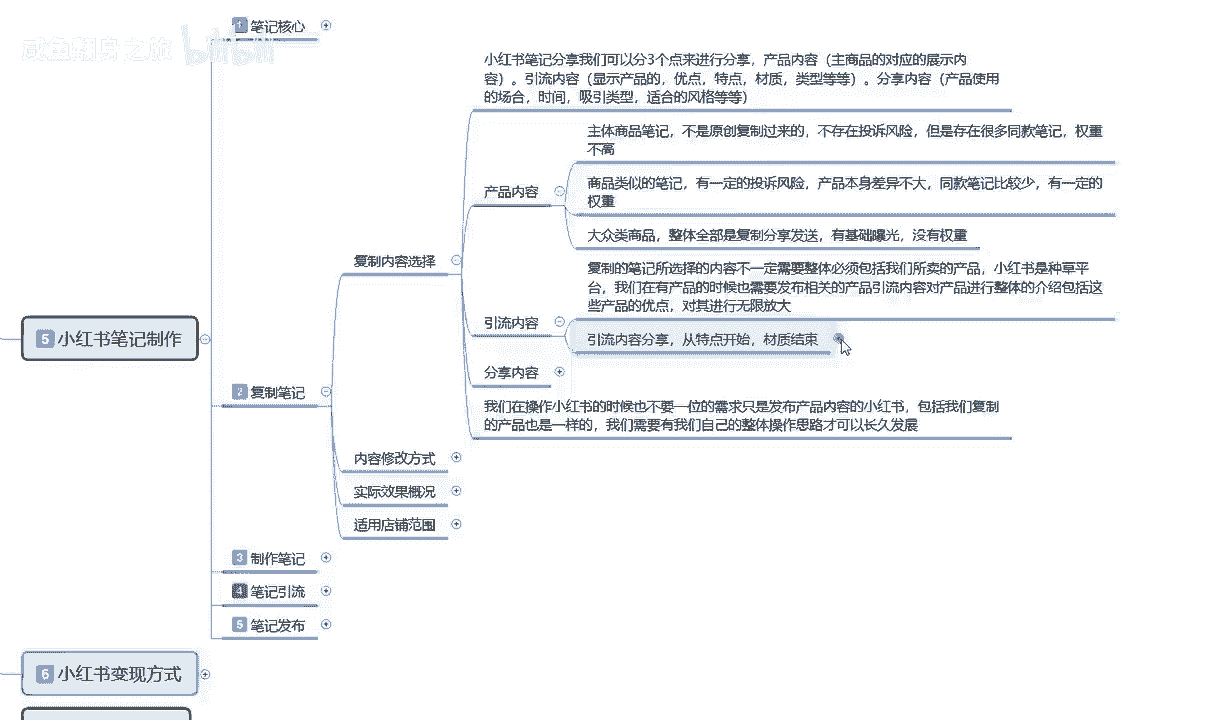 1 笔记核心
咸鱼翻身之旅 bilibili
小红书笔记分享我们可以分3个点来进行分享，产品内容（主商品的对应的展示内
容）。引流内容（显示产品的，优点，特点，材质，类型等等）。分享内容（产品使用
的场合，时间，吸引类型，适合的风格等等）
主体商品笔记，不是原创复制过来的，不存在投诉风险，但是存在很多同款笔记，权重
不高
产品内容
商品类似的笔记，有一定的投诉风险，产品本身差异不大，同款笔记比较少，有一定的
权重
大众类商品，整体全部是复制分享发送，有基础曝光，没有权重
复制内容选择
复制的笔记所选择的内容不一定需要整体必须包括我们所卖的产品，小红书是种草平
台，我们在有产品的时候也需要发布相关的产品引流内容对产品进行整体的介绍包括这
些产品的优点，对其进行无限放大
引流内容
引流内容分享，从特点开始，材质结束
5 小红书笔记制作
分享内容
2 复制笔记
我们在操作小红书的时候也不要一位的需求只是发布产品内容的小红书，包括我们复制
的产品也是一样的，我们需要有我们自己的整体操作思路才可以长久发展
内容修改方式
实际效果概况
适用店铺范围
3 制作笔记
4 笔记引流
5 笔记发布
6 小红书变现方式